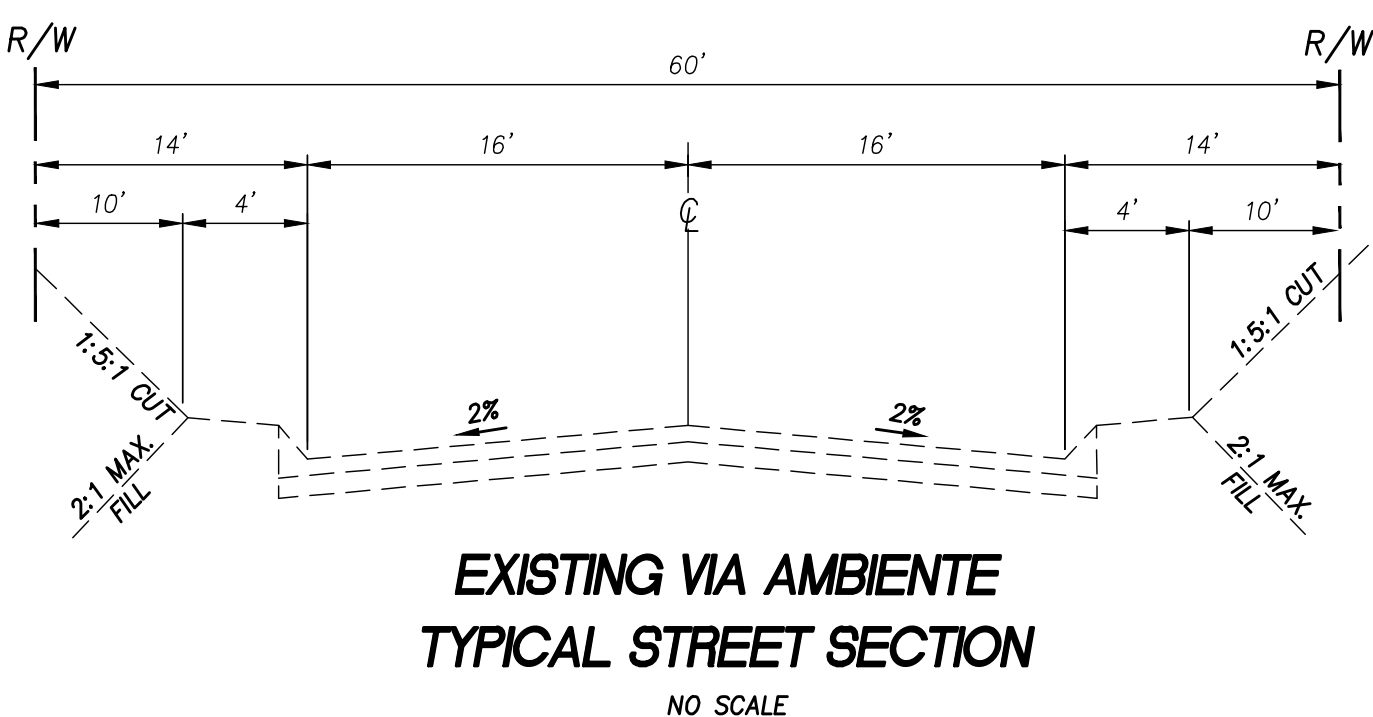 R/W
R/W
60'
14'
16'
16'
14'
10'
4'
℄
4'
10'
1:5:1 CUT
1:5:1 CUT
2%
2%
2:1 MAX.
FILL
2:1 MAX.
FILL
EXISTING VIA AMBIENTE
TYPICAL STREET SECTION
NO SCALE